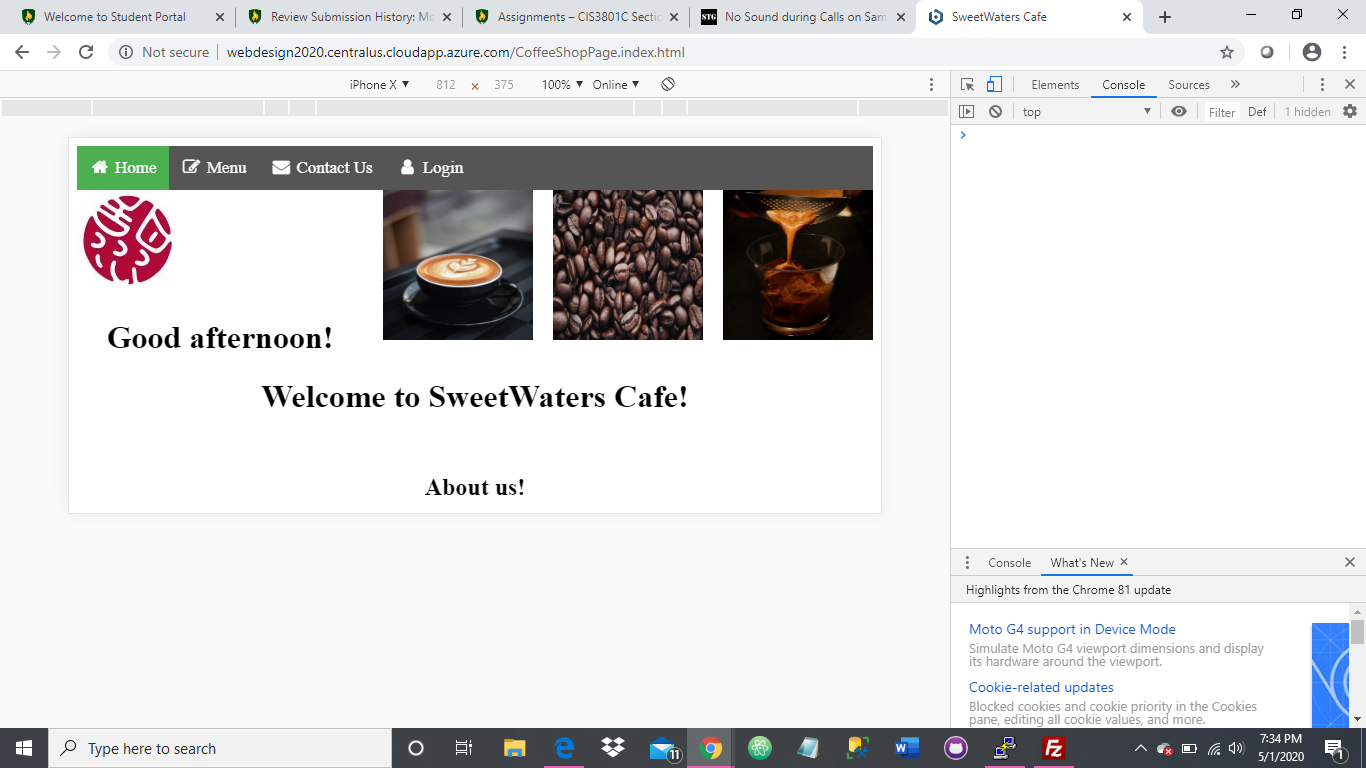 Welcome to Student Portal
Review Submission History: Mo
Assignments – CIS3801C Sectio
STG No Sound during Calls on Sam
SweetWaters Cafe
Not secure | webdesign2020.centralus.cloudapp.azure.com/CoffeeShopPage.index.html
iPhone X ▼ 812 × 375 100% ▼ Online ▼
Elements Console Sources »
top ▼ Filter Def 1 hidden
Home Menu Contact Us Login
Good afternoon!
Welcome to SweetWaters Cafe!
About us!
Console What's New ×
Highlights from the Chrome 81 update
Moto G4 support in Device Mode
Simulate Moto G4 viewport dimensions and display
its hardware around the viewport.
Cookie-related updates
Blocked cookies and cookie priority in the Cookies
pane, editing all cookie values, and more.
Type here to search
11
7:34 PM
5/1/2020
1